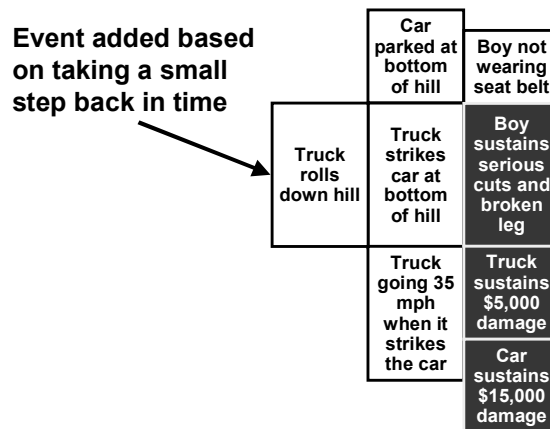 Event added based
on taking a small
step back in time
Car
parked at
bottom
of hill
Boy not
wearing
seat belt
Truck
rolls
down hill
Truck
strikes
car at
bottom
of hill
Boy
sustains
serious
cuts and
broken
leg
Truck
going 35
mph
when it
strikes
the car
Truck
sustains
$5,000
damage
Car
sustains
$15,000
damage